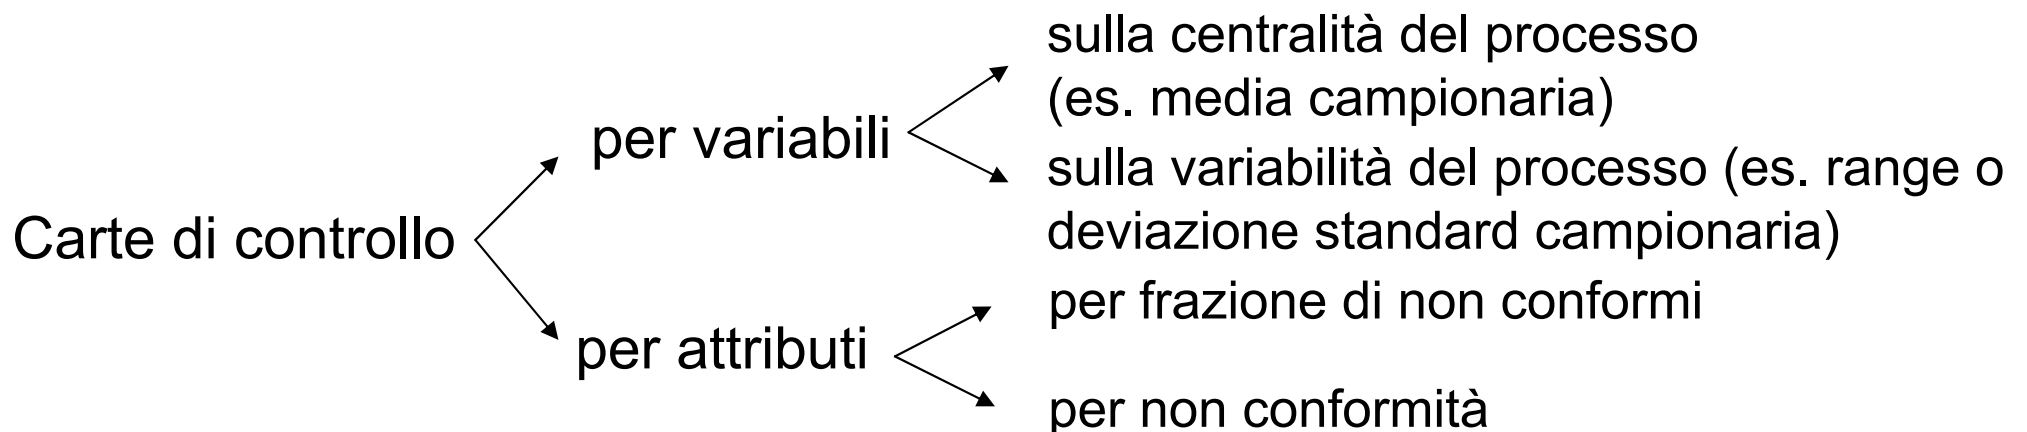 Carte di controllo
per variabili
sulla centralità del processo
(es. media campionaria)
sulla variabilità del processo (es. range o
deviazione standard campionaria)
per attributi
per frazione di non conformi
per non conformità